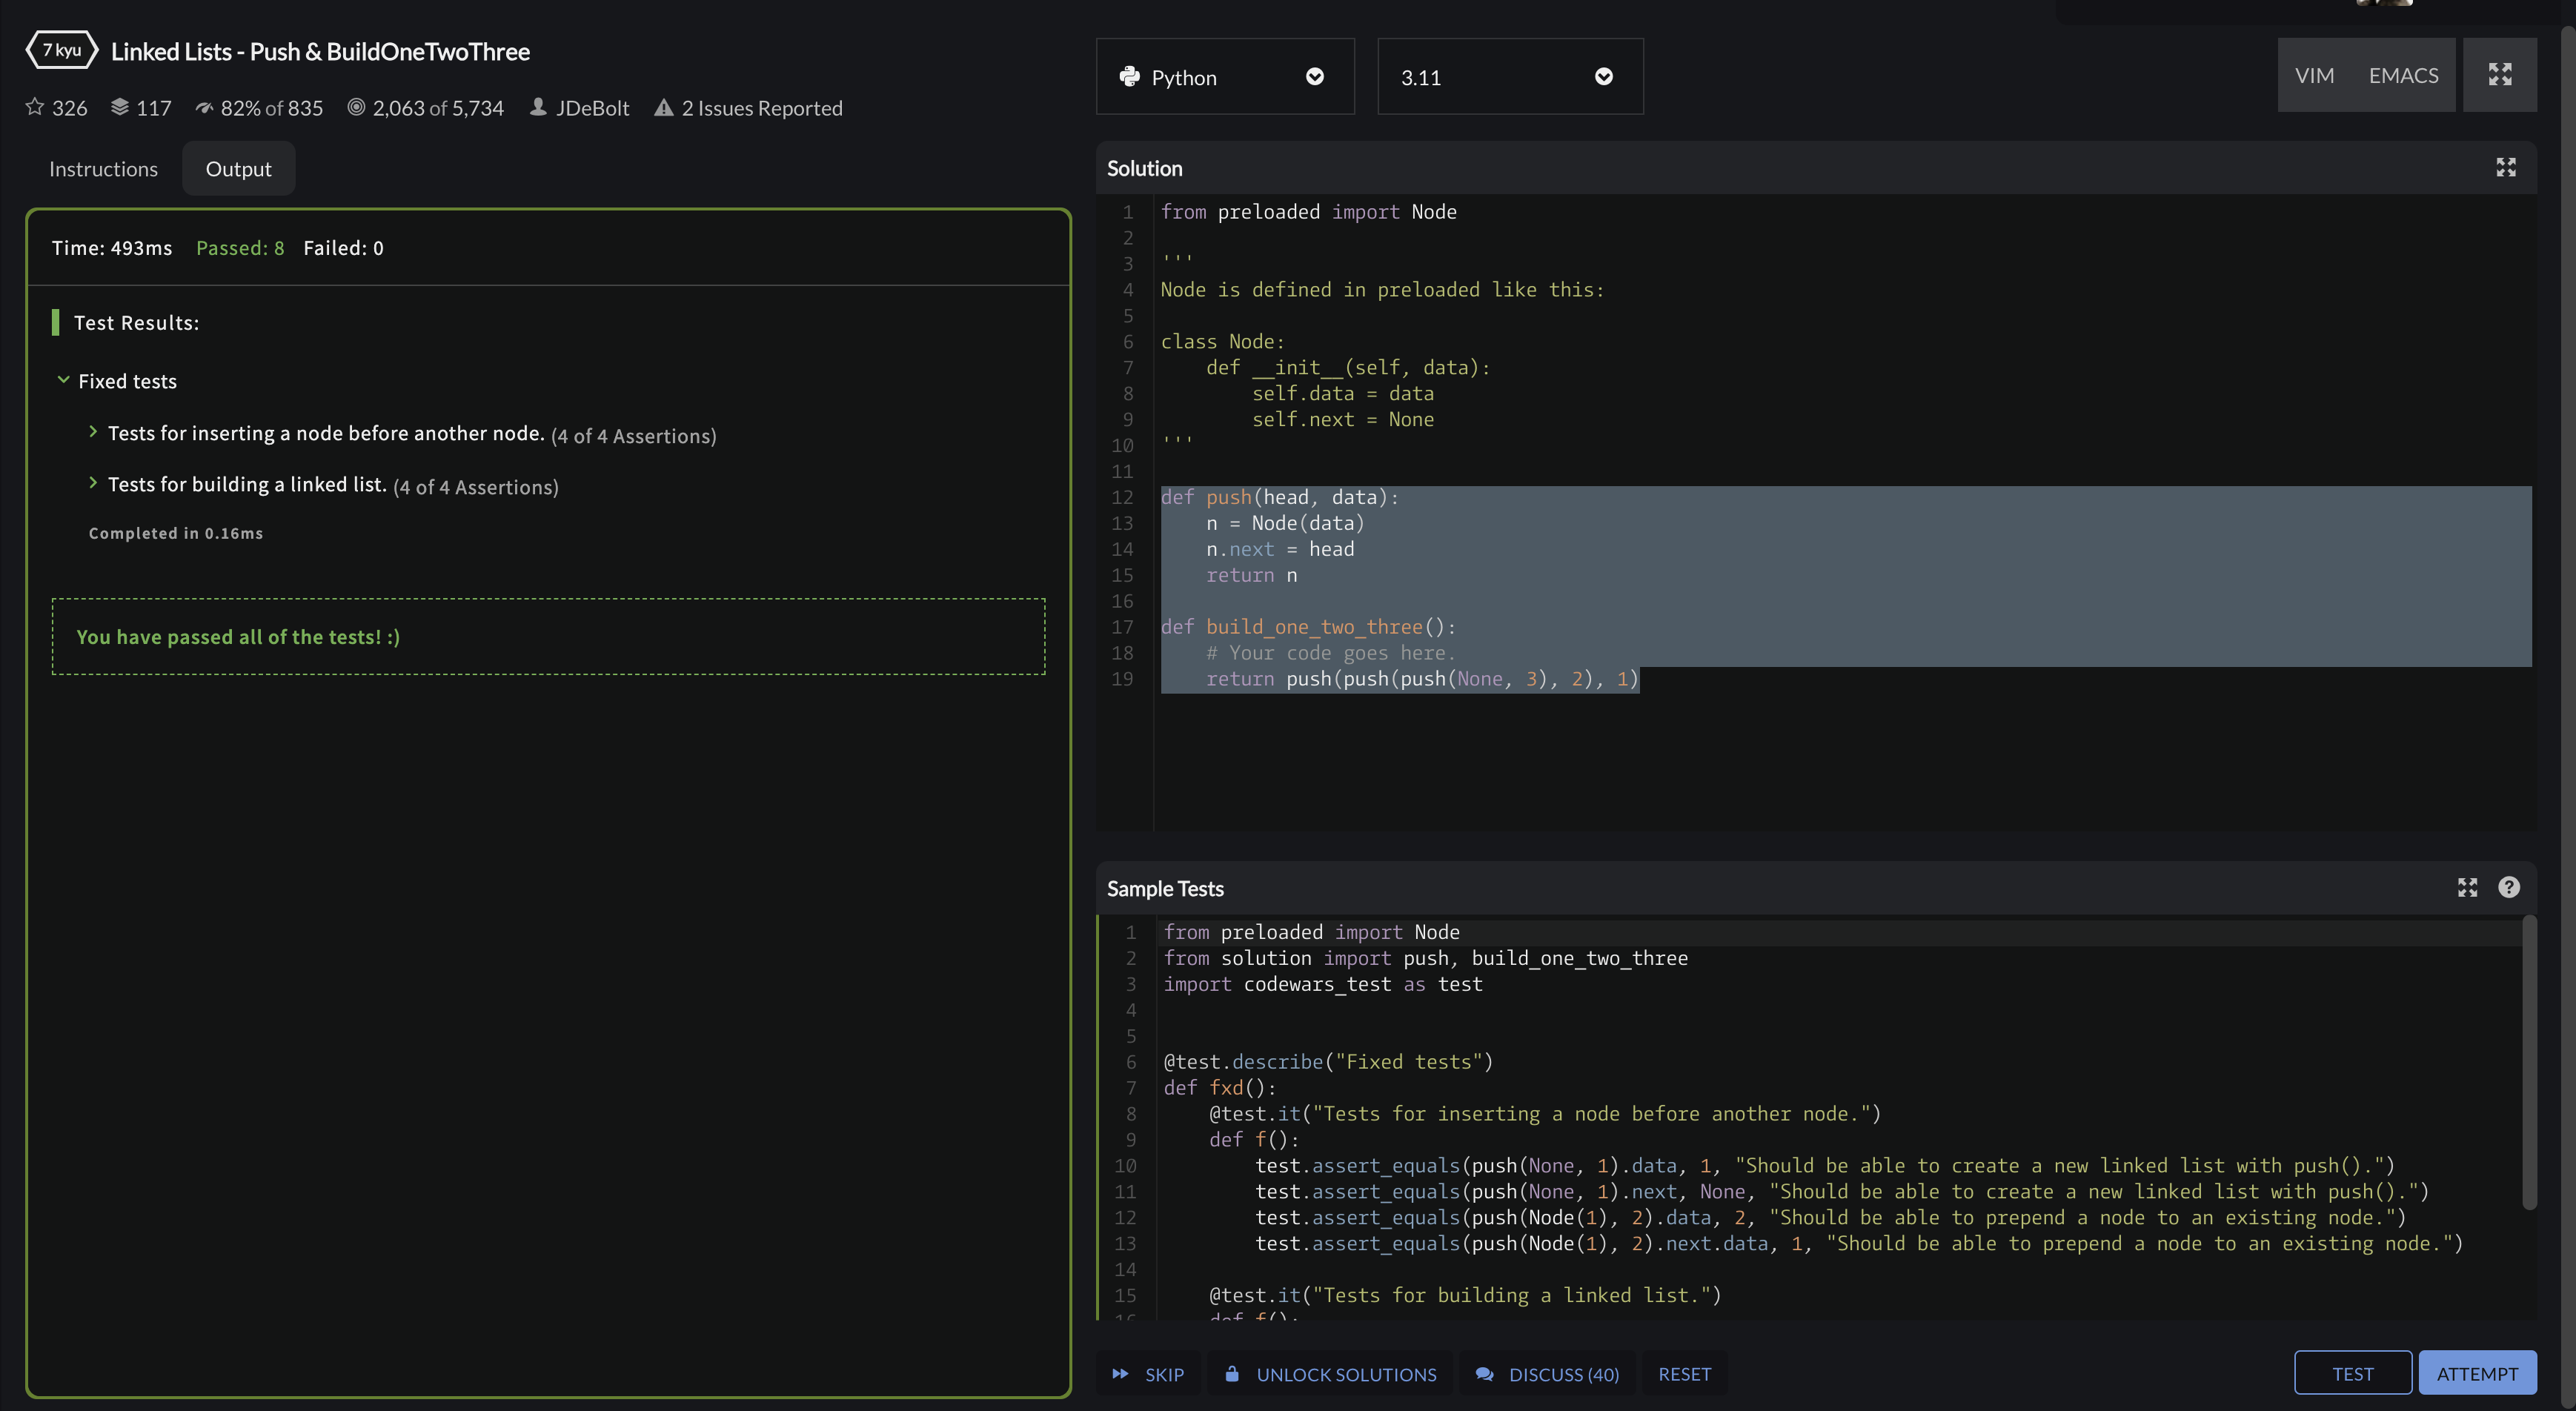 7 kyu
Linked Lists - Push & BuildOneTwoThree
326 117 82% of 835 2,063 of 5,734 JDeBolt 2 Issues Reported
Instructions Output
Time: 493ms Passed: 8 Failed: 0
Test Results:
Fixed tests
Tests for inserting a node before another node. (4 of 4 Assertions)
Tests for building a linked list. (4 of 4 Assertions)
Completed in 0.16ms
You have passed all of the tests! :)
Python 3.11 VIM EMACS
Solution
1 from preloaded import Node
2
3 '''
4 Node is defined in preloaded like this:
5
6 class Node:
7     def __init__(self, data):
8         self.data = data
9         self.next = None
10 '''
11
12 def push(head, data):
13     n = Node(data)
14     n.next = head
15     return n
16
17 def build_one_two_three():
18     # Your code goes here.
19     return push(push(push(None, 3), 2), 1)
Sample Tests
1 from preloaded import Node
2 from solution import push, build_one_two_three
3 import codewars_test as test
4
5
6 @test.describe("Fixed tests")
7 def fxd():
8     @test.it("Tests for inserting a node before another node.")
9     def f():
10         test.assert_equals(push(None, 1).data, 1, "Should be able to create a new linked list with push().")
11         test.assert_equals(push(None, 1).next, None, "Should be able to create a new linked list with push().")
12         test.assert_equals(push(Node(1), 2).data, 2, "Should be able to prepend a node to an existing node.")
13         test.assert_equals(push(Node(1), 2).next.data, 1, "Should be able to prepend a node to an existing node.")
14
15     @test.it("Tests for building a linked list.")
16     def f():
SKIP UNLOCK SOLUTIONS DISCUSS (40) RESET TEST ATTEMPT